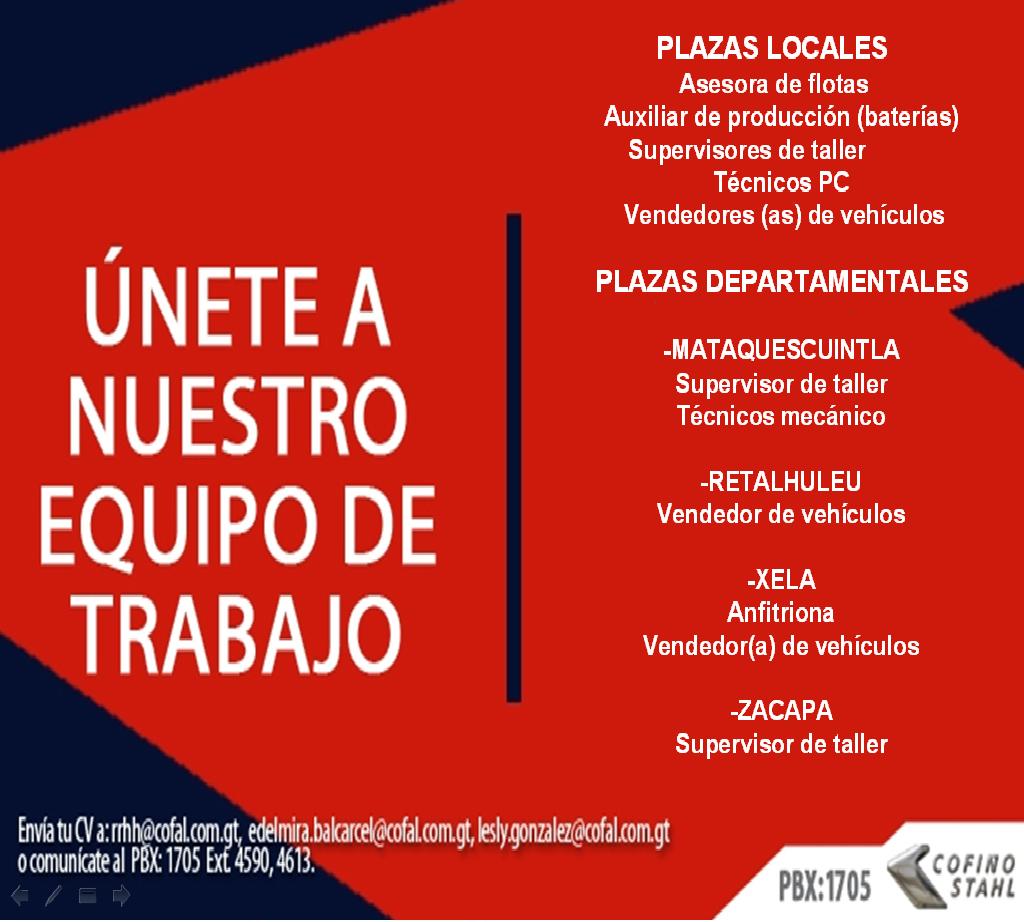 ÚNETE A
NUESTRO
EQUIPO DE
TRABAJO
PLAZAS LOCALES
Asesora de flotas
Auxiliar de producción (baterías)
Supervisores de taller
Técnicos PC
Vendedores (as) de vehículos
PLAZAS DEPARTAMENTALES
-MATAQUESCUINTLA
Supervisor de taller
Técnicos mecánico
-RETALHULEU
Vendedor de vehículos
-XELA
Anfitriona
Vendedor(a) de vehículos
-ZACAPA
Supervisor de taller
Envía tu CV a: rrhh@cofal.com.gt, edelmira.balcarcel@cofal.com.gt, lesly.gonzalez@cofal.com.gt
o comunícate al PBX: 1705 Ext. 4590, 4613.
PBX:1705
COFINO
STAHL